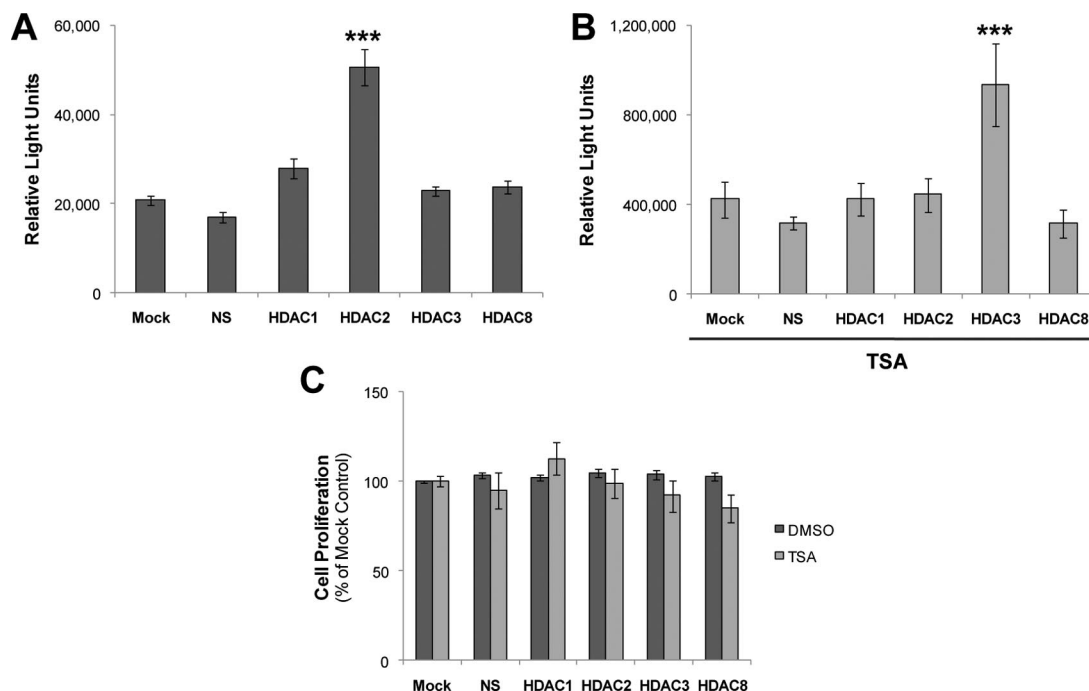 A
Relative Light Units
60,000
40,000
20,000
0
***
Mock NS HDAC1 HDAC2 HDAC3 HDAC8
B
Relative Light Units
1,200,000
800,000
400,000
0
***
Mock NS HDAC1 HDAC2 HDAC3 HDAC8
TSA
C
Cell Proliferation
(% of Mock Control)
150
100
50
0
Mock NS HDAC1 HDAC2 HDAC3 HDAC8
DMSO
TSA